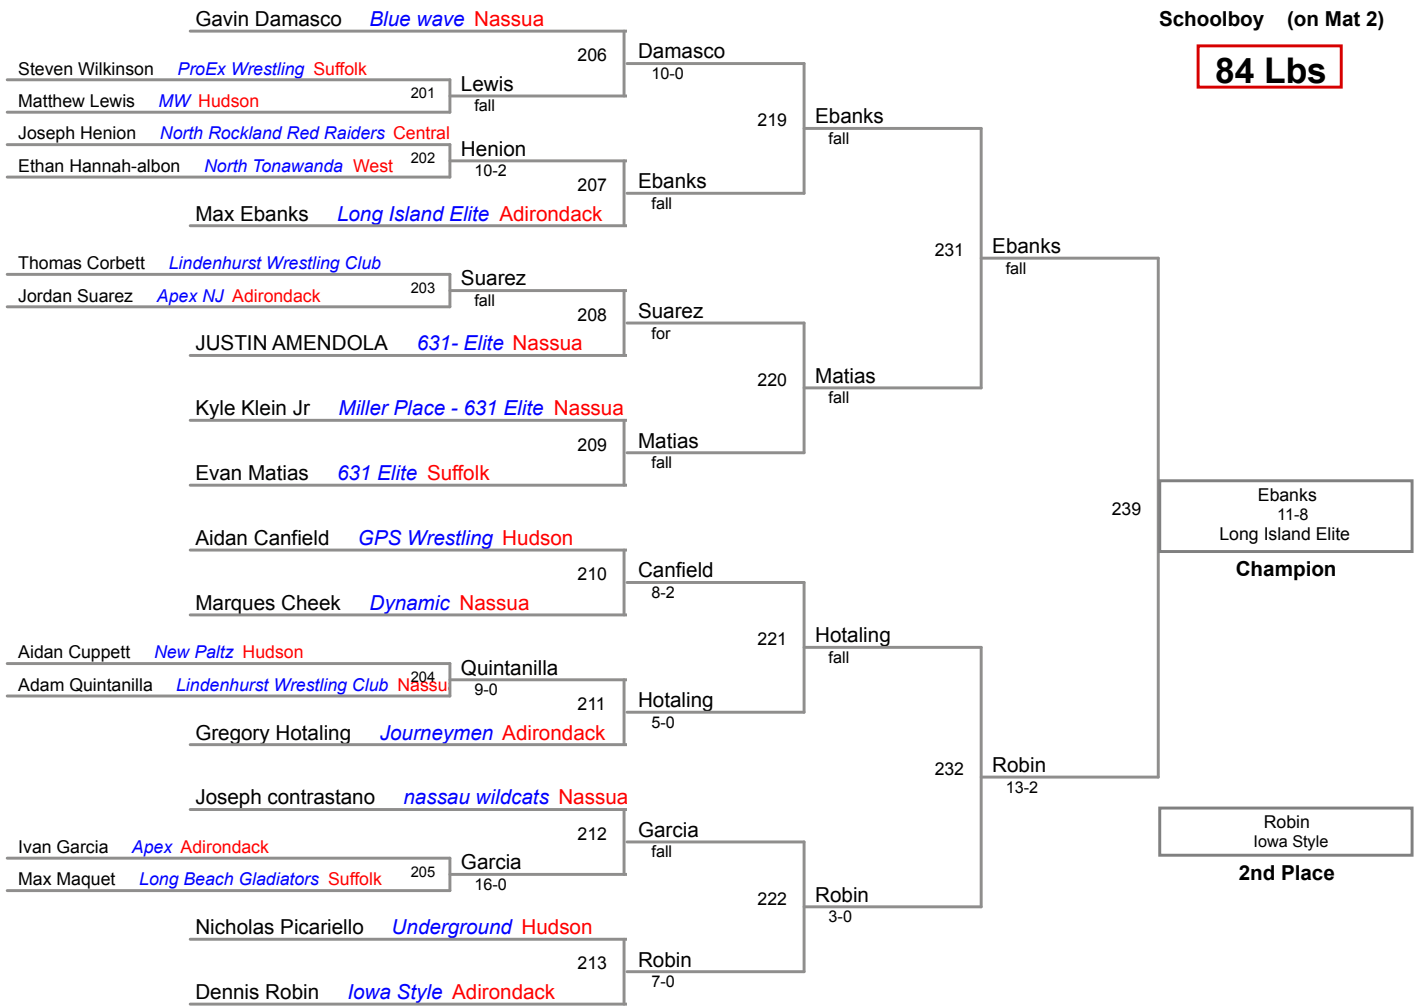 Gavin Damasco Blue wave Nassua
Schoolboy (on Mat 2)
84 Lbs
206
Damasco
10-0
Steven Wilkinson ProEx Wrestling Suffolk
201
Lewis
fall
Matthew Lewis MW Hudson
219
Ebanks
fall
Joseph Henion North Rockland Red Raiders Central
202
Henion
10-2
Ethan Hannah-albon North Tonawanda West
207
Ebanks
fall
Max Ebanks Long Island Elite Adirondack
231
Ebanks
fall
Thomas Corbett Lindenhurst Wrestling Club
203
Suarez
fall
Jordan Suarez Apex NJ Adirondack
208
Suarez
for
JUSTIN AMENDOLA 631- Elite Nassua
220
Matias
fall
Kyle Klein Jr Miller Place - 631 Elite Nassua
209
Matias
fall
Evan Matias 631 Elite Suffolk
239
Ebanks
11-8
Long Island Elite
Champion
Aidan Canfield GPS Wrestling Hudson
210
Canfield
8-2
Marques Cheek Dynamic Nassua
221
Hotaling
fall
Aidan Cuppett New Paltz Hudson
204
Quintanilla
9-0
Adam Quintanilla Lindenhurst Wrestling Club Nassu
211
Hotaling
5-0
Gregory Hotaling Journeymen Adirondack
232
Robin
13-2
Joseph contrastano nassau wildcats Nassua
212
Garcia
fall
Ivan Garcia Apex Adirondack
205
Garcia
16-0
Max Maquet Long Beach Gladiators Suffolk
Robin
Iowa Style
2nd Place
222
Robin
3-0
Nicholas Picariello Underground Hudson
213
Robin
7-0
Dennis Robin Iowa Style Adirondack